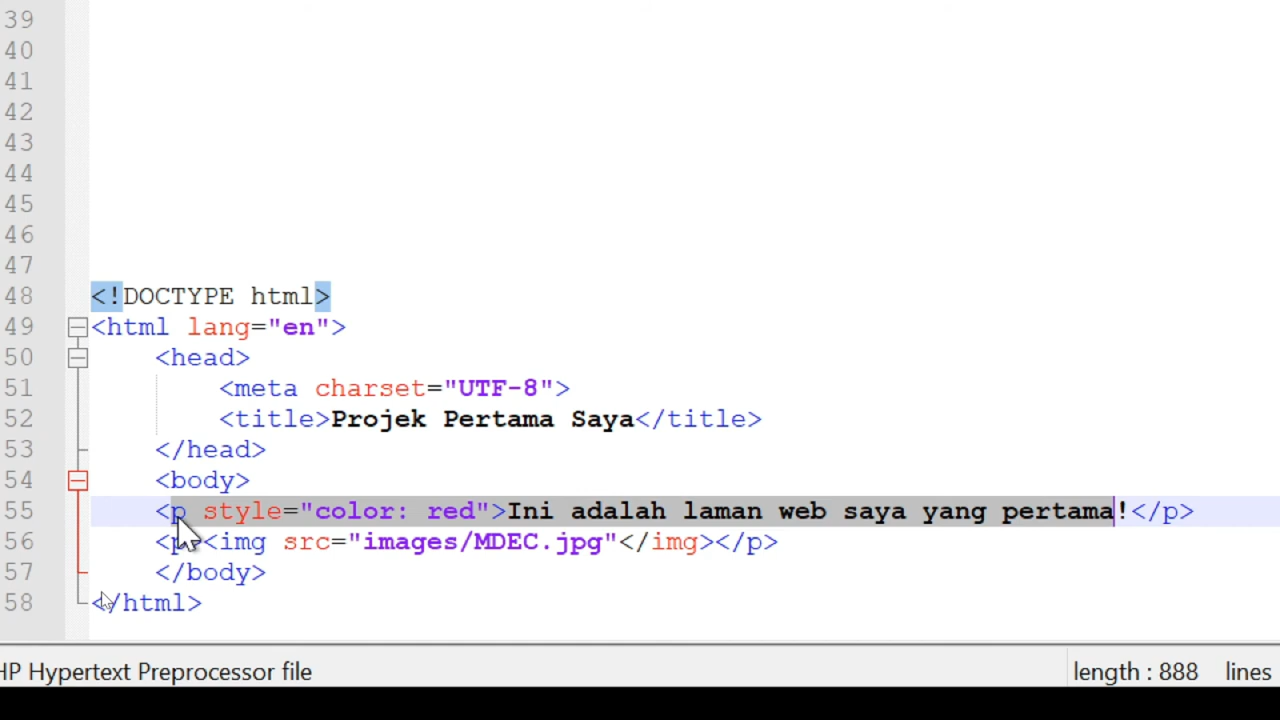 39
40
41
42
43
44
45
46
47
48 <!DOCTYPE html>
49 <html lang="en">
50 <head>
51 <meta charset="UTF-8">
52 <title>Projek Pertama Saya</title>
53 </head>
54 <body>
55 <p style="color: red">Ini adalah laman web saya yang pertama!</p>
56 <p><img src="images/MDEC.jpg"</img></p>
57 </body>
58 </html>
HP Hypertext Preprocessor file length : 888 lines